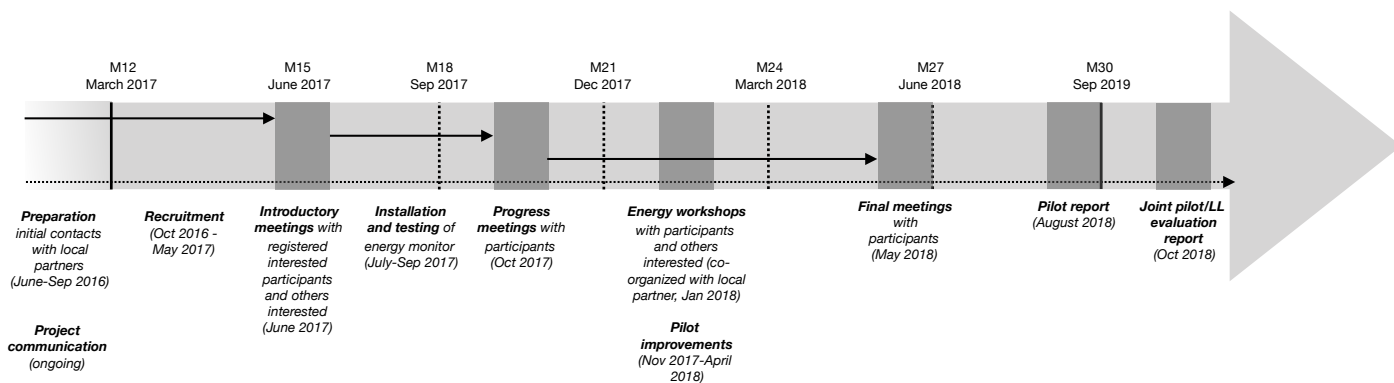 M12
March 2017
M15
June 2017
M18
Sep 2017
M21
Dec 2017
M24
March 2018
M27
June 2018
M30
Sep 2019
Preparation
initial contacts
with local
partners
(June-Sep 2016)
Recruitment
(Oct 2016 -
May 2017)
Introductory
meetings with
registered
interested
participants
and others
interested
(June 2017)
Installation
and testing of
energy monitor
(July-Sep 2017)
Progress
meetings with
participants
(Oct 2017)
Energy workshops
with participants
and others
interested (co-
organized with local
partner, Jan 2018)
Final meetings
with
participants
(May 2018)
Pilot report
(August 2018)
Joint pilot/LL
evaluation
report
(Oct 2018)
Project
communication
(ongoing)
Pilot
improvements
(Nov 2017-April
2018)